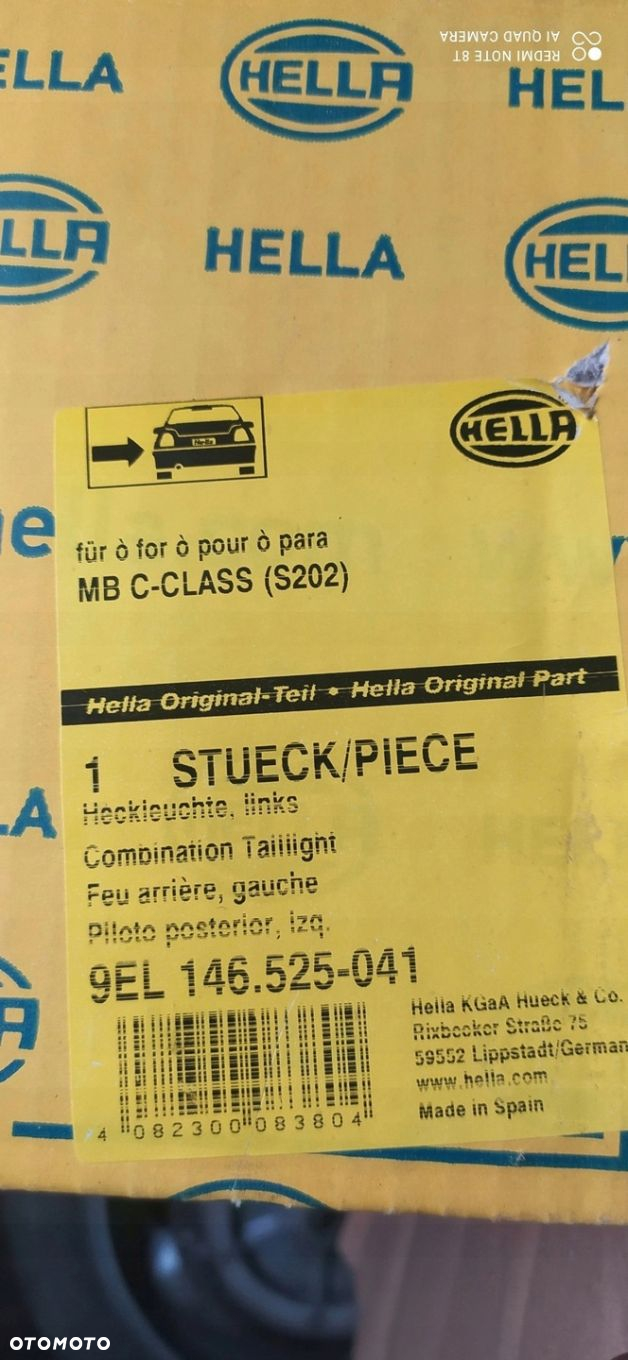 REDMI NOTE 8T
AI QUAD CAMERA
ELLA
HELLA
HEL
LLA
HELLA
HEL
HELLA
Hella
für ò for ò pour ò para
MB C-CLASS (S202)
Hella Original-Teil • Hella Original Part
1 STUECK/PIECE
Heckleuchte, links
Combination Taillight
Feu arrière, gauche
Piloto posterior, izq.
9EL 146.525-041
Hella KGaA Hueck & Co.
Rixbecker Straße 75
59552 Lippstadt/German
www.hella.com
Made in Spain
4 082300 083804
LA
OTOMOTO